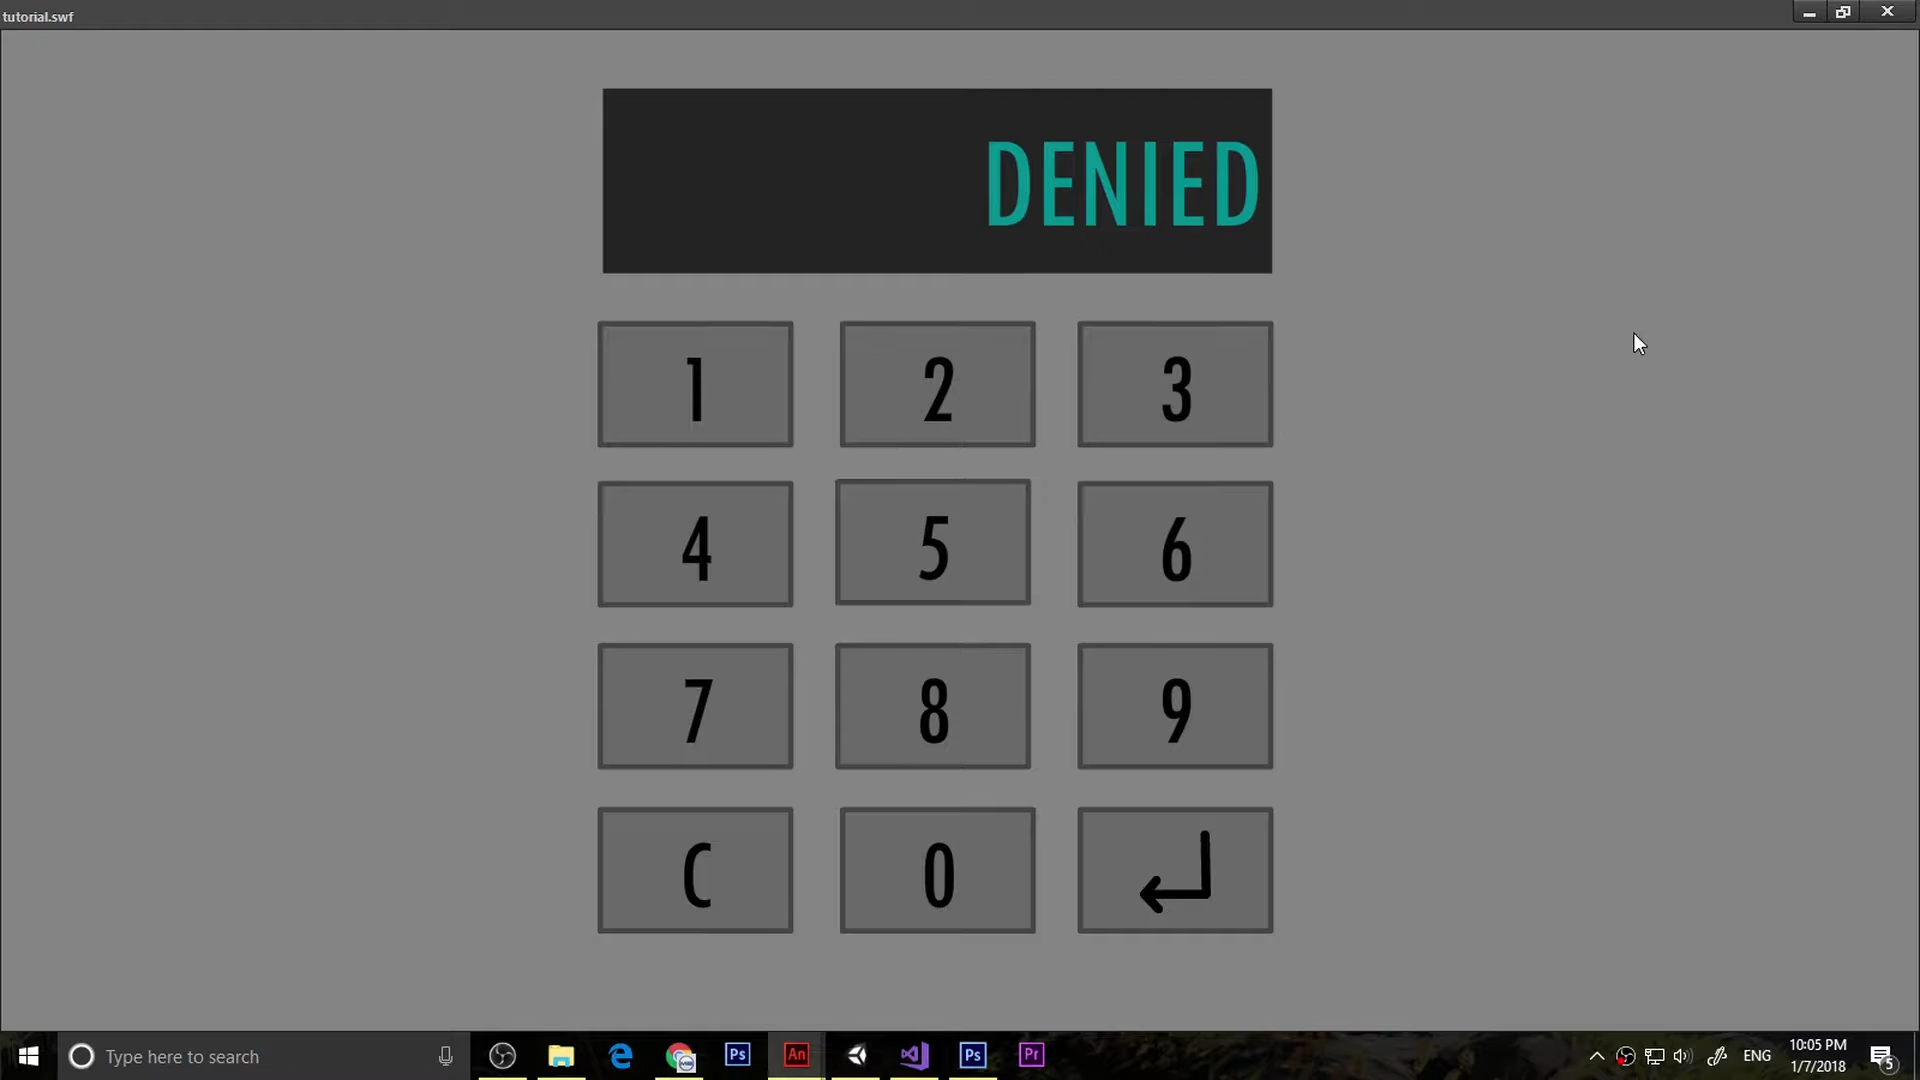 tutorial.swf
DENIED
1 2 3
4 5 6
7 8 9
C 0
Type here to search
Ps An Ps Pr
ENG
10:05 PM
1/7/2018
5